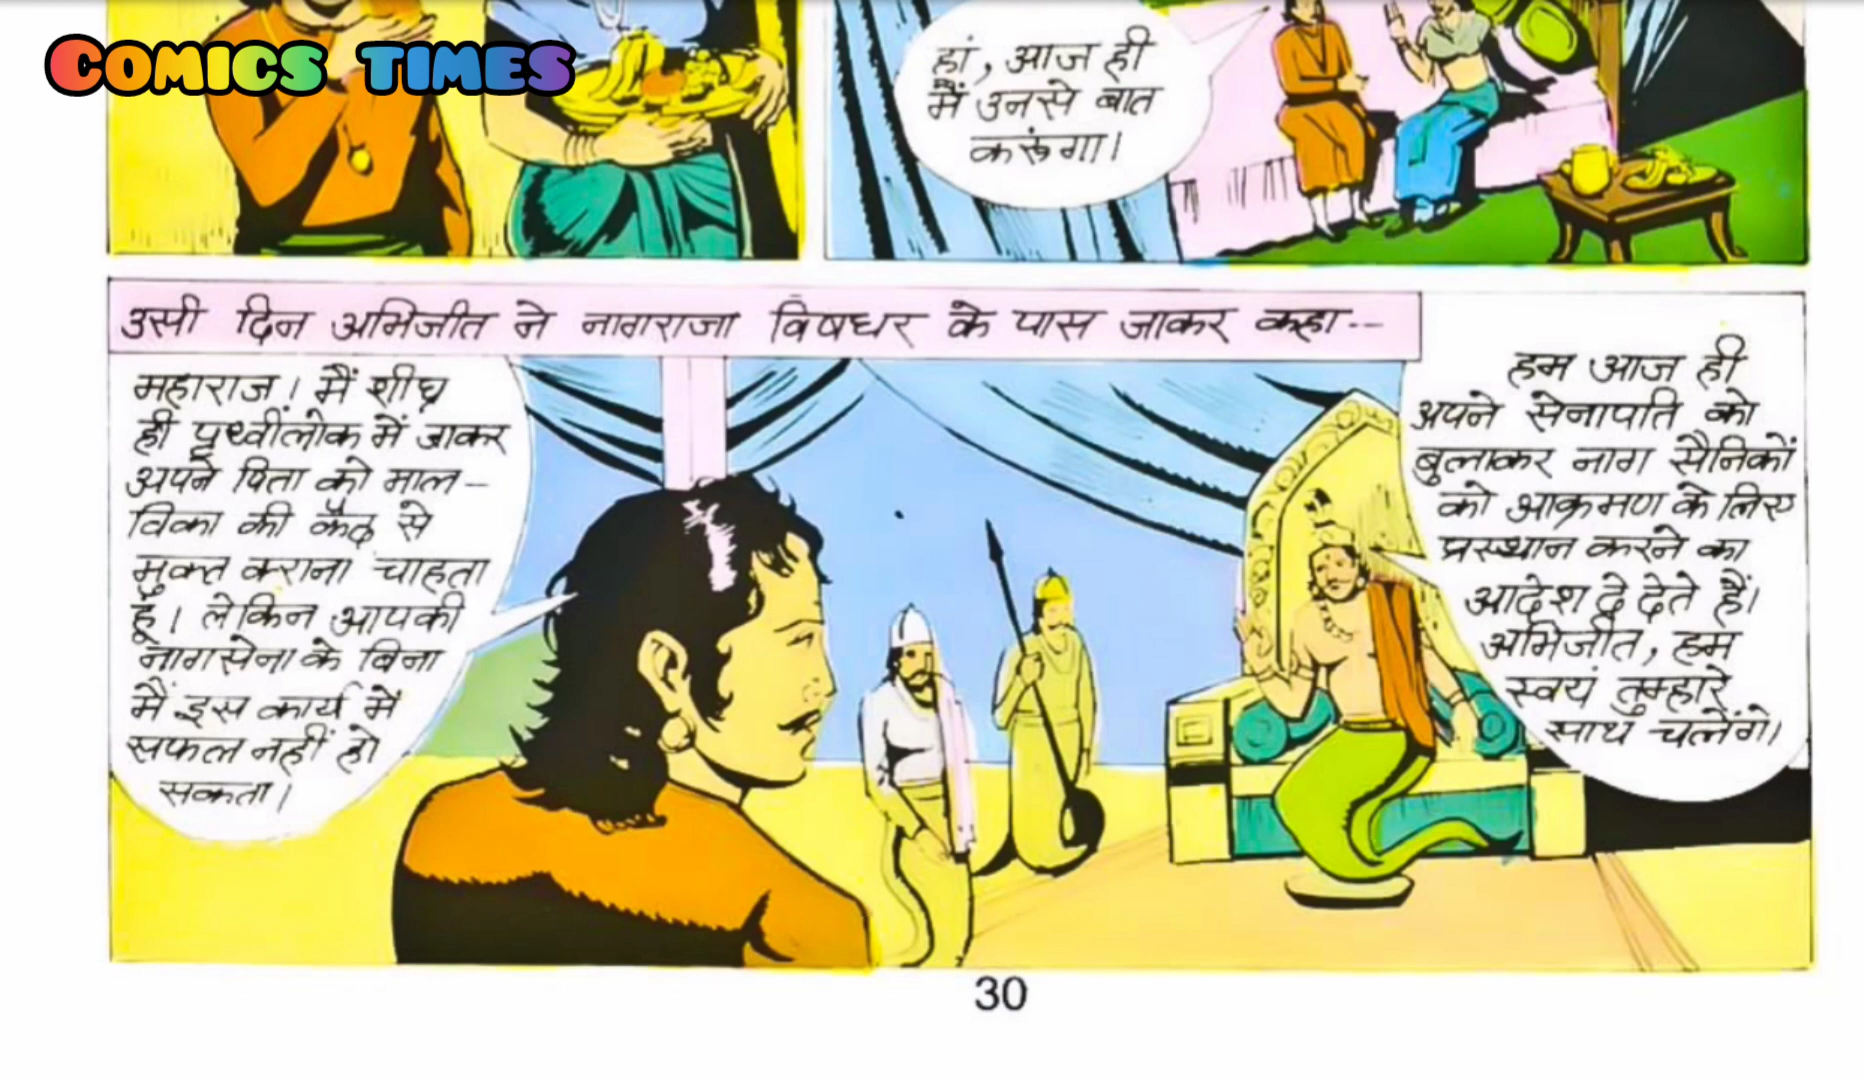 COMICS TIMES
हां, आज ही
मैं उनसे बात
करूंगा।
उसी दिन अभिजीत ने नागराजा विषधर के पास जाकर कहा--
महाराज। मैं शीघ्र
ही पृथ्वीलोक में जाकर
अपने पिता को माल-
विका की कैद से
मुक्त कराना चाहता
हूं। लेकिन आपकी
नागसेना के बिना
मैं इस कार्य में
सफल नहीं हो
सकता।
हम आज ही
अपने सेनापति को
बुलाकर नाग सैनिकों
को आक्रमण के लिए
प्रस्थान करने का
आदेश दे देते हैं।
अभिजीत, हम
स्वयं तुम्हारे
साथ चलेंगे।
30